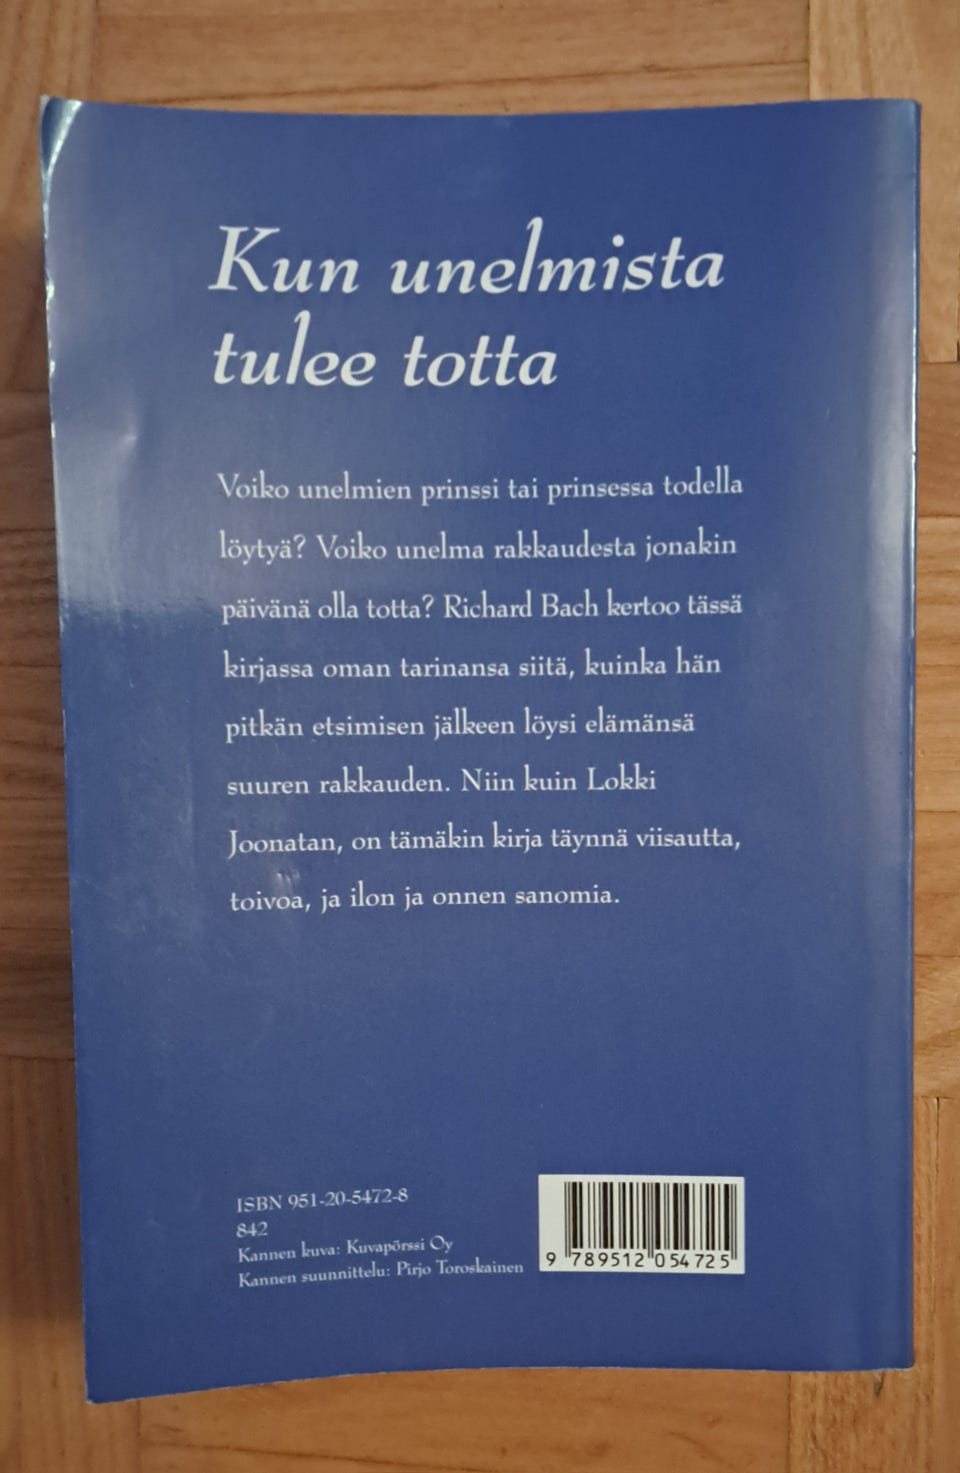 Kun unelmista
tulee totta
Voiko unelmien prinssi tai prinsessa todella
löytyä? Voiko unelma rakkaudesta jonakin
päivänä olla totta? Richard Bach kertoo tässä
kirjassa oman tarinansa siitä, kuinka hän
pitkän etsimisen jälkeen löysi elämänsä
suuren rakkauden. Niin kuin Lokki
Joonatan, on tämäkin kirja täynnä viisautta,
toivoa, ja ilon ja onnen sanomia.
ISBN 951-20-5472-8
842
Kannen kuva: Kuvapörssi Oy
Kannen suunnittelu: Pirjo Toroskainen
9 789512 054725